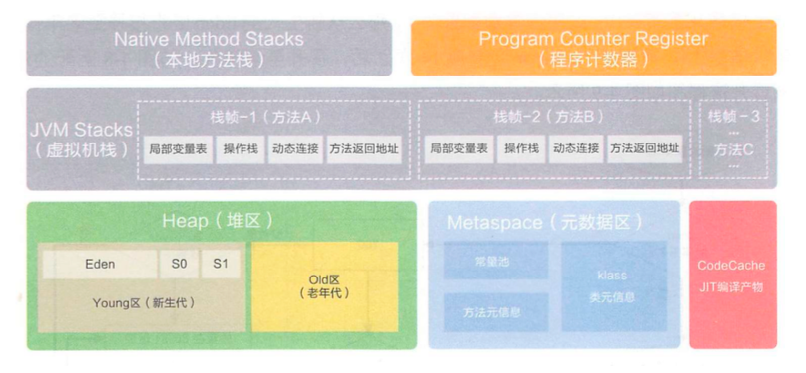 Native Method Stacks
（本地方法栈）
Program Counter Register
（程序计数器）
JVM Stacks
（虚拟机栈）
栈帧-1（方法A）
局部变量表
操作栈
动态连接
方法返回地址
栈帧-2（方法B）
局部变量表
操作栈
动态连接
方法返回地址
栈帧-3
...
方法C
...
Heap（堆区）
Eden
S0
S1
Young区（新生代）
Old区
（老年代）
Metaspace（元数据区）
常量池
方法元信息
klass
类元信息
CodeCache
JIT编译产物